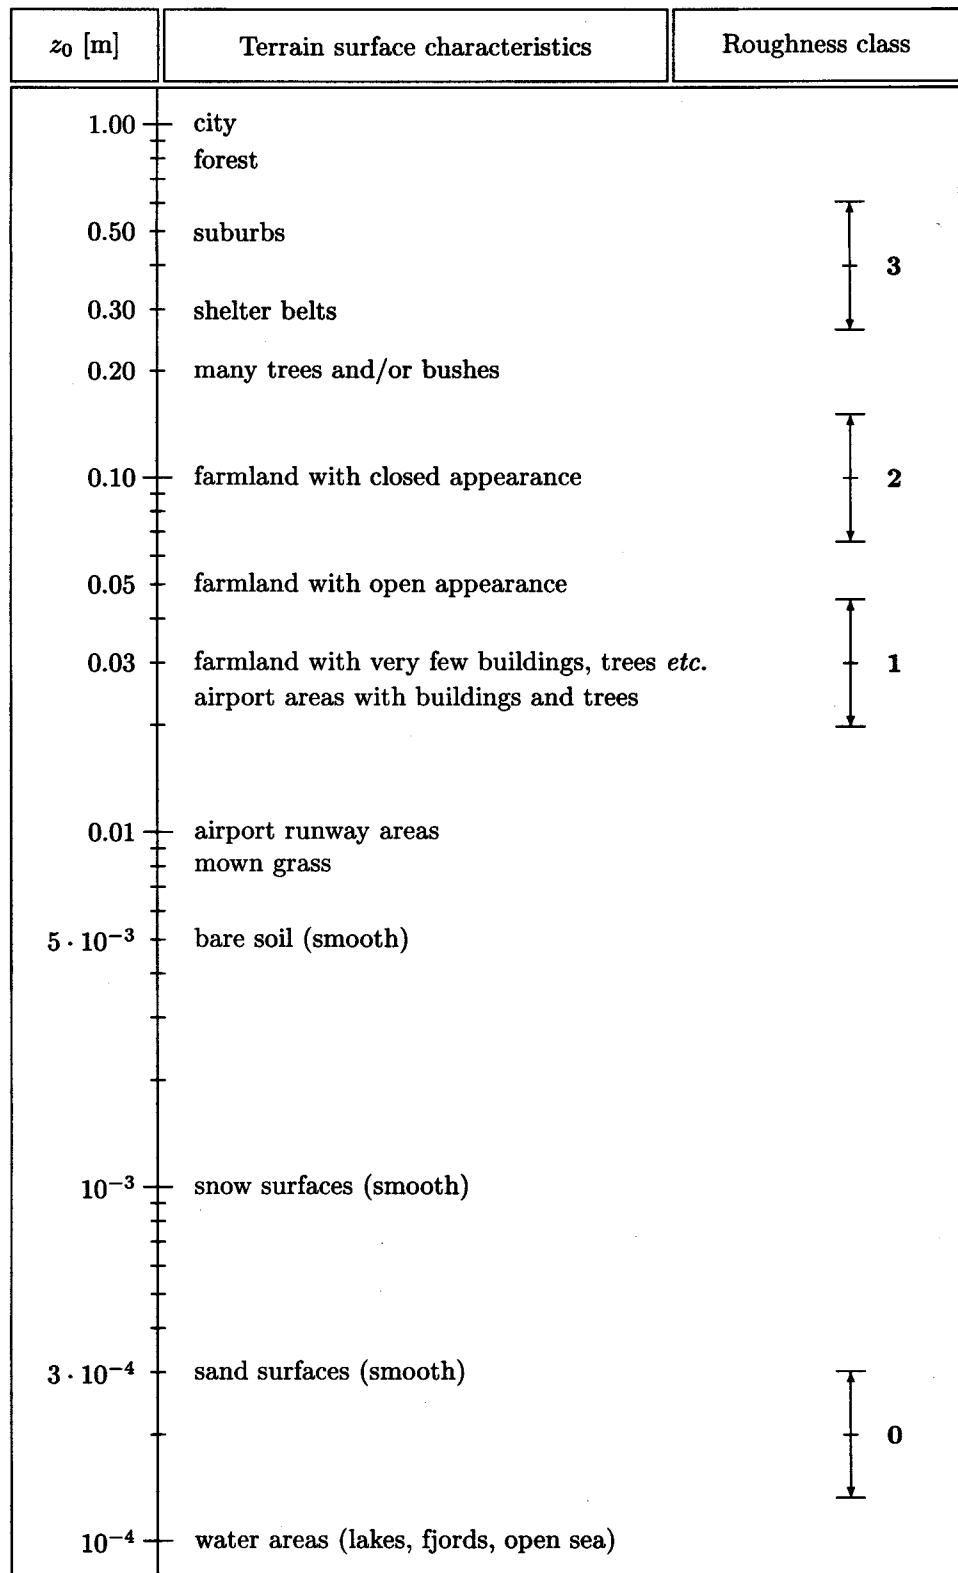 z₀ [m] Terrain surface characteristics Roughness class
1.00 city
forest
0.50 suburbs
3
0.30 shelter belts
0.20 many trees and/or bushes
0.10 farmland with closed appearance 2
0.05 farmland with open appearance
0.03 farmland with very few buildings, trees etc. 1
airport areas with buildings and trees
0.01 airport runway areas
mown grass
5 · 10⁻³ bare soil (smooth)
10⁻³ snow surfaces (smooth)
3 · 10⁻⁴ sand surfaces (smooth)
0
10⁻⁴ water areas (lakes, fjords, open sea)